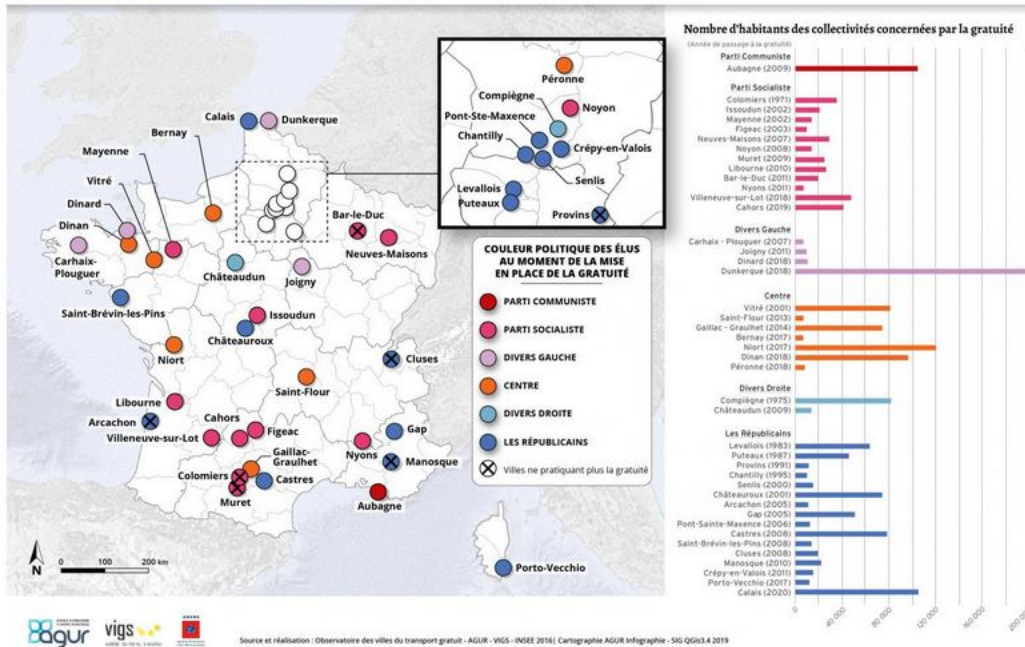 Calais
Dunkerque
Bernay
Mayenne
Vitré
Dinard
Dinan
Carhaix-
Plouguer
Saint-Brévin-les-Pins
Châteaudun
Joigny
Bar-le-Duc
Neuves-Maisons
Issoudun
Châteauroux
Niort
Cluses
Saint-Flour
Libourne
Arcachon
Cahors
Villeneuve-sur-Lot
Figeac
Gaillac-
Graulhet
Colomiers
Castres
Muret
Nyons
Gap
Manosque
Aubagne
Porto-Vecchio
N
0
100
200 km
Péronne
Compiègne
Noyon
Pont-Ste-Maxence
Chantilly
Crépy-en-Valois
Senlis
Levallois
Puteaux
Provins
COULEUR POLITIQUE DES ÉLUS
AU MOMENT DE LA MISE
EN PLACE DE LA GRATUITÉ
PARTI COMMUNISTE
PARTI SOCIALISTE
DIVERS GAUCHE
CENTRE
DIVERS DROITE
LES RÉPUBLICAINS
Villes ne pratiquant plus la gratuité
Nombre d'habitants des collectivités concernées par la gratuité
(Année de passage à la gratuité)
Parti Communiste
Aubagne (2009)
Parti Socialiste
Colomiers (1971)
Issoudun (2002)
Mayenne (2002)
Figeac (2003)
Neuves-Maisons (2007)
Noyon (2008)
Muret (2009)
Libourne (2010)
Bar-le-Duc (2011)
Nyons (2011)
Villeneuve-sur-Lot (2018)
Cahors (2019)
Divers Gauche
Carhaix - Plouguer (2007)
Joigny (2011)
Dinard (2018)
Dunkerque (2018)
Centre
Vitré (2001)
Saint-Flour (2013)
Gaillac - Graulhet (2014)
Bernay (2017)
Niort (2017)
Dinan (2018)
Péronne (2018)
Divers Droite
Compiègne (1975)
Châteaudun (2009)
Les Républicains
Levallois (1983)
Puteaux (1987)
Provins (1991)
Chantilly (1995)
Senlis (2000)
Châteauroux (2001)
Arcachon (2005)
Gap (2005)
Pont-Sainte-Maxence (2006)
Castres (2008)
Saint-Brévin-les-Pins (2008)
Cluses (2008)
Manosque (2010)
Crépy-en-Valois (2011)
Porto-Vecchio (2017)
Calais (2020)
0
40 000
80 000
120 000
160 000
agur
vigs
Source et réalisation : Observatoire des villes du transport gratuit - AGUR - VIGS - INSEE 2016| Cartographie AGUR Infographie - SIG QGis3.4 2019